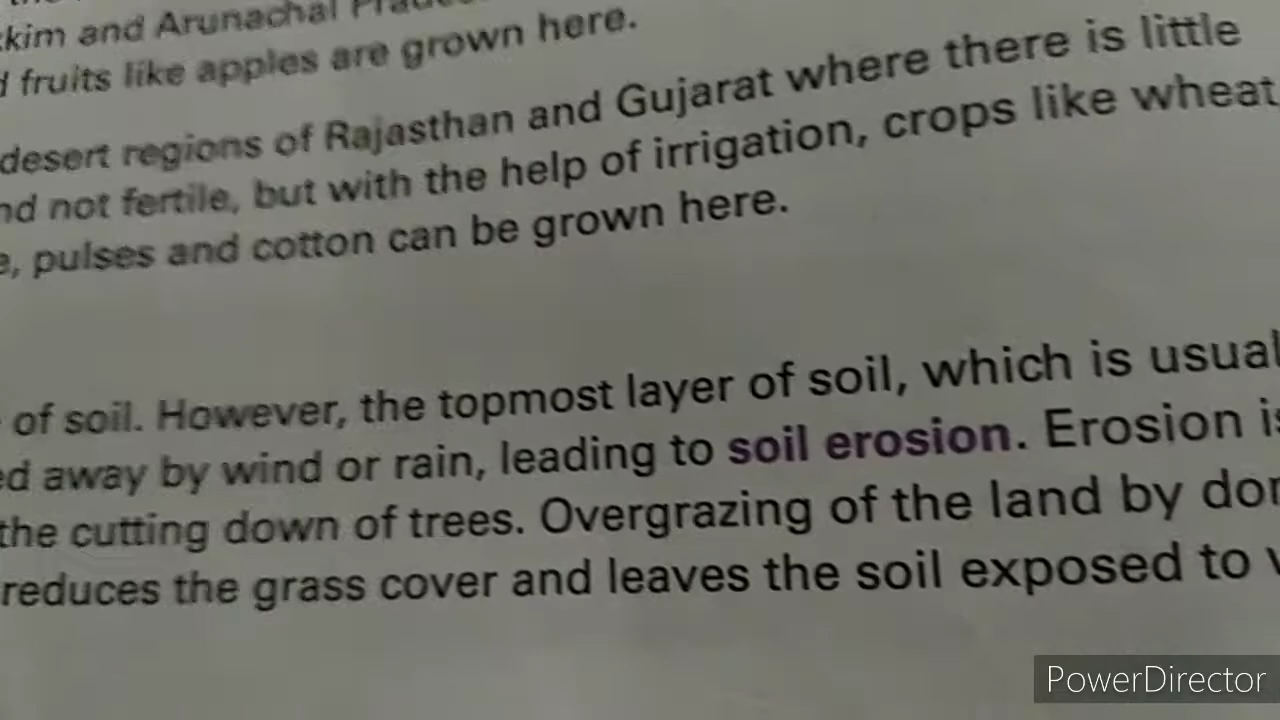 kkim and Arunachal
fruits like apples are grown here.
desert regions of Rajasthan and Gujarat where there is little
nd not fertile, but with the help of irrigation, crops like wheat
e, pulses and cotton can be grown here.
of soil. However, the topmost layer of soil, which is usual
ed away by wind or rain, leading to soil erosion. Erosion is
the cutting down of trees. Overgrazing of the land by dor
reduces the grass cover and leaves the soil exposed to
PowerDirector